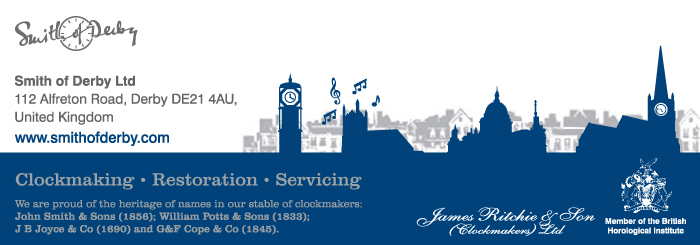 Smith of Derby
Smith of Derby Ltd
112 Alfreton Road, Derby DE21 4AU,
United Kingdom
www.smithofderby.com
Clockmaking • Restoration • Servicing
We are proud of the heritage of names in our stable of clockmakers:
John Smith & Sons (1856); William Potts & Sons (1833);
J B Joyce & Co (1690) and G&F Cope & Co (1845).
James Ritchie & Son
(Clockmakers) Ltd
Member of the British
Horological Institute